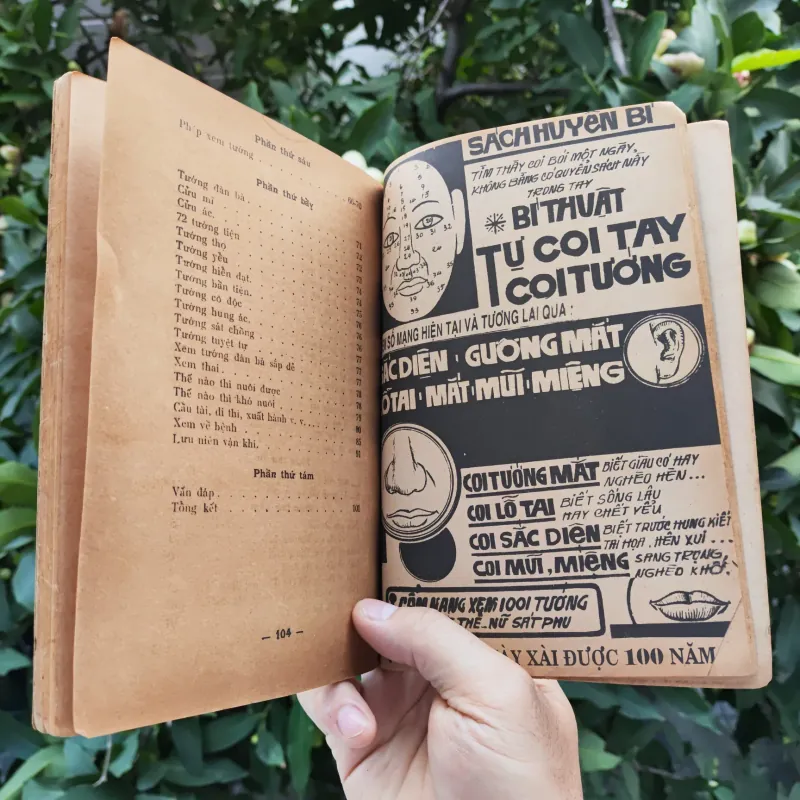 Phần thứ sáu
Phép xem tướng . . . . . . . . .
Phần thứ bảy
Tướng đàn bà. . . . . . . . . .
Cửu mĩ . . . . . . . . . .
Cửu ác. . . . . . . . . . 71
72 tướng tiện . . . . . . . . . .
Tướng thọ . . . . . . . . . .
Tướng yểu . . . . . . . . . .
Tướng hiển đạt. . . . . . . . . .
Tướng bần tiện. . . . . . . . . . 75
Tướng cô độc . . . . . . . . . .
Tướng hung ác. . . . . . . . . .
Tướng sát chồng . . . . . . . . . .
Tướng tuyệt tự . . . . . . . . . .
Xem tướng đàn bà sắp đẻ . . . . . .
Xem thai. . . . . . . . . .
Thế nào thì nuôi được . . . . . . .
Thế nào thì khó nuôi . . . . . . . 79
Cầu tài, đi thi, xuất hành v. v. . . . .
Xem về bệnh . . . . . . . . . .
Lưu niên vận khí. . . . . . . . . . 91
Phần thứ tám
Vấn đáp . . . . . . . . . .
Tổng kết . . . . . . . . . .
— 104 —
SÁCH HUYỀN BÍ
TÌM THẦY COI BÓI MỘT NGÀY,
KHÔNG BẰNG CÓ QUYỂN SÁCH NẦY
TRONG TAY
BÍ THUẬT
TỰ COI TAY
COI TƯỚNG
SỐ MẠNG HIỆN TẠI VÀ TƯƠNG LAI QUA :
SẮC DIỆN · GƯƠNG MẶT
LỖ TAI · MẮT · MŨI · MIỆNG
COI TƯỚNG MẮT BIẾT GIÀU CÓ HAY
NGHÈO HÈN...
COI LỖ TAI BIẾT SỐNG LÂU
HAY CHẾT YỂU
COI SẮC DIỆN BIẾT TRƯỚC HUNG KIẾT
TAI HỌA, HÊN XUI ...
COI MŨI, MIỆNG SANG TRỌNG,
NGHÈO KHỔ.
CẨM NANG XEM 1001 TƯỚNG
THÊ.. NỮ SÁT PHU
XÀI ĐƯỢC 100 NĂM